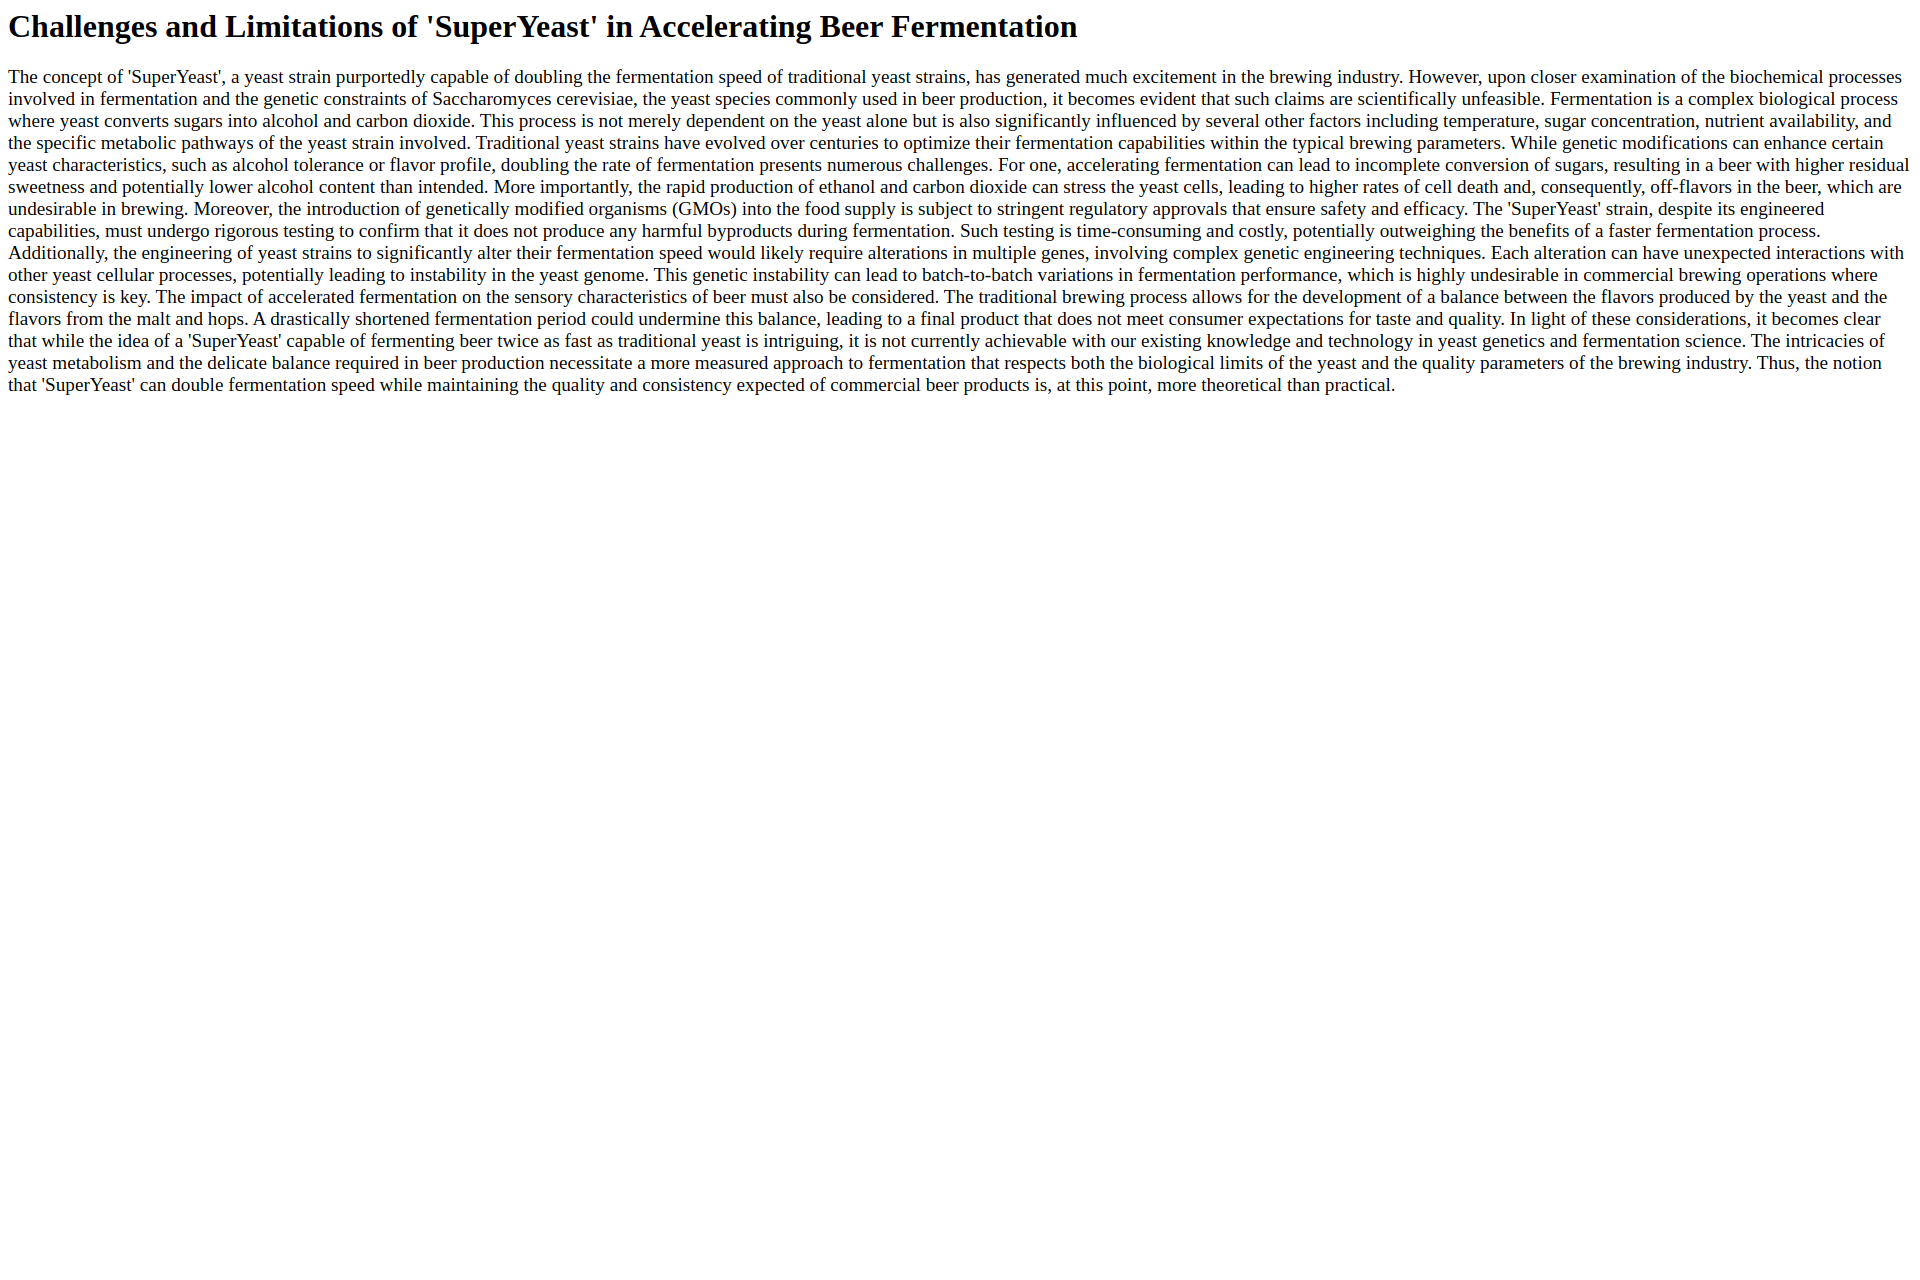 Challenges and Limitations of 'SuperYeast' in Accelerating Beer Fermentation
The concept of 'SuperYeast', a yeast strain purportedly capable of doubling the fermentation speed of traditional yeast strains, has generated much excitement in the brewing industry. However, upon closer examination of the biochemical processes
involved in fermentation and the genetic constraints of Saccharomyces cerevisiae, the yeast species commonly used in beer production, it becomes evident that such claims are scientifically unfeasible. Fermentation is a complex biological process
where yeast converts sugars into alcohol and carbon dioxide. This process is not merely dependent on the yeast alone but is also significantly influenced by several other factors including temperature, sugar concentration, nutrient availability, and
the specific metabolic pathways of the yeast strain involved. Traditional yeast strains have evolved over centuries to optimize their fermentation capabilities within the typical brewing parameters. While genetic modifications can enhance certain
yeast characteristics, such as alcohol tolerance or flavor profile, doubling the rate of fermentation presents numerous challenges. For one, accelerating fermentation can lead to incomplete conversion of sugars, resulting in a beer with higher residual
sweetness and potentially lower alcohol content than intended. More importantly, the rapid production of ethanol and carbon dioxide can stress the yeast cells, leading to higher rates of cell death and, consequently, off-flavors in the beer, which are
undesirable in brewing. Moreover, the introduction of genetically modified organisms (GMOs) into the food supply is subject to stringent regulatory approvals that ensure safety and efficacy. The 'SuperYeast' strain, despite its engineered
capabilities, must undergo rigorous testing to confirm that it does not produce any harmful byproducts during fermentation. Such testing is time-consuming and costly, potentially outweighing the benefits of a faster fermentation process.
Additionally, the engineering of yeast strains to significantly alter their fermentation speed would likely require alterations in multiple genes, involving complex genetic engineering techniques. Each alteration can have unexpected interactions with
other yeast cellular processes, potentially leading to instability in the yeast genome. This genetic instability can lead to batch-to-batch variations in fermentation performance, which is highly undesirable in commercial brewing operations where
consistency is key. The impact of accelerated fermentation on the sensory characteristics of beer must also be considered. The traditional brewing process allows for the development of a balance between the flavors produced by the yeast and the
flavors from the malt and hops. A drastically shortened fermentation period could undermine this balance, leading to a final product that does not meet consumer expectations for taste and quality. In light of these considerations, it becomes clear
that while the idea of a 'SuperYeast' capable of fermenting beer twice as fast as traditional yeast is intriguing, it is not currently achievable with our existing knowledge and technology in yeast genetics and fermentation science. The intricacies of
yeast metabolism and the delicate balance required in beer production necessitate a more measured approach to fermentation that respects both the biological limits of the yeast and the quality parameters of the brewing industry. Thus, the notion
that 'SuperYeast' can double fermentation speed while maintaining the quality and consistency expected of commercial beer products is, at this point, more theoretical than practical.